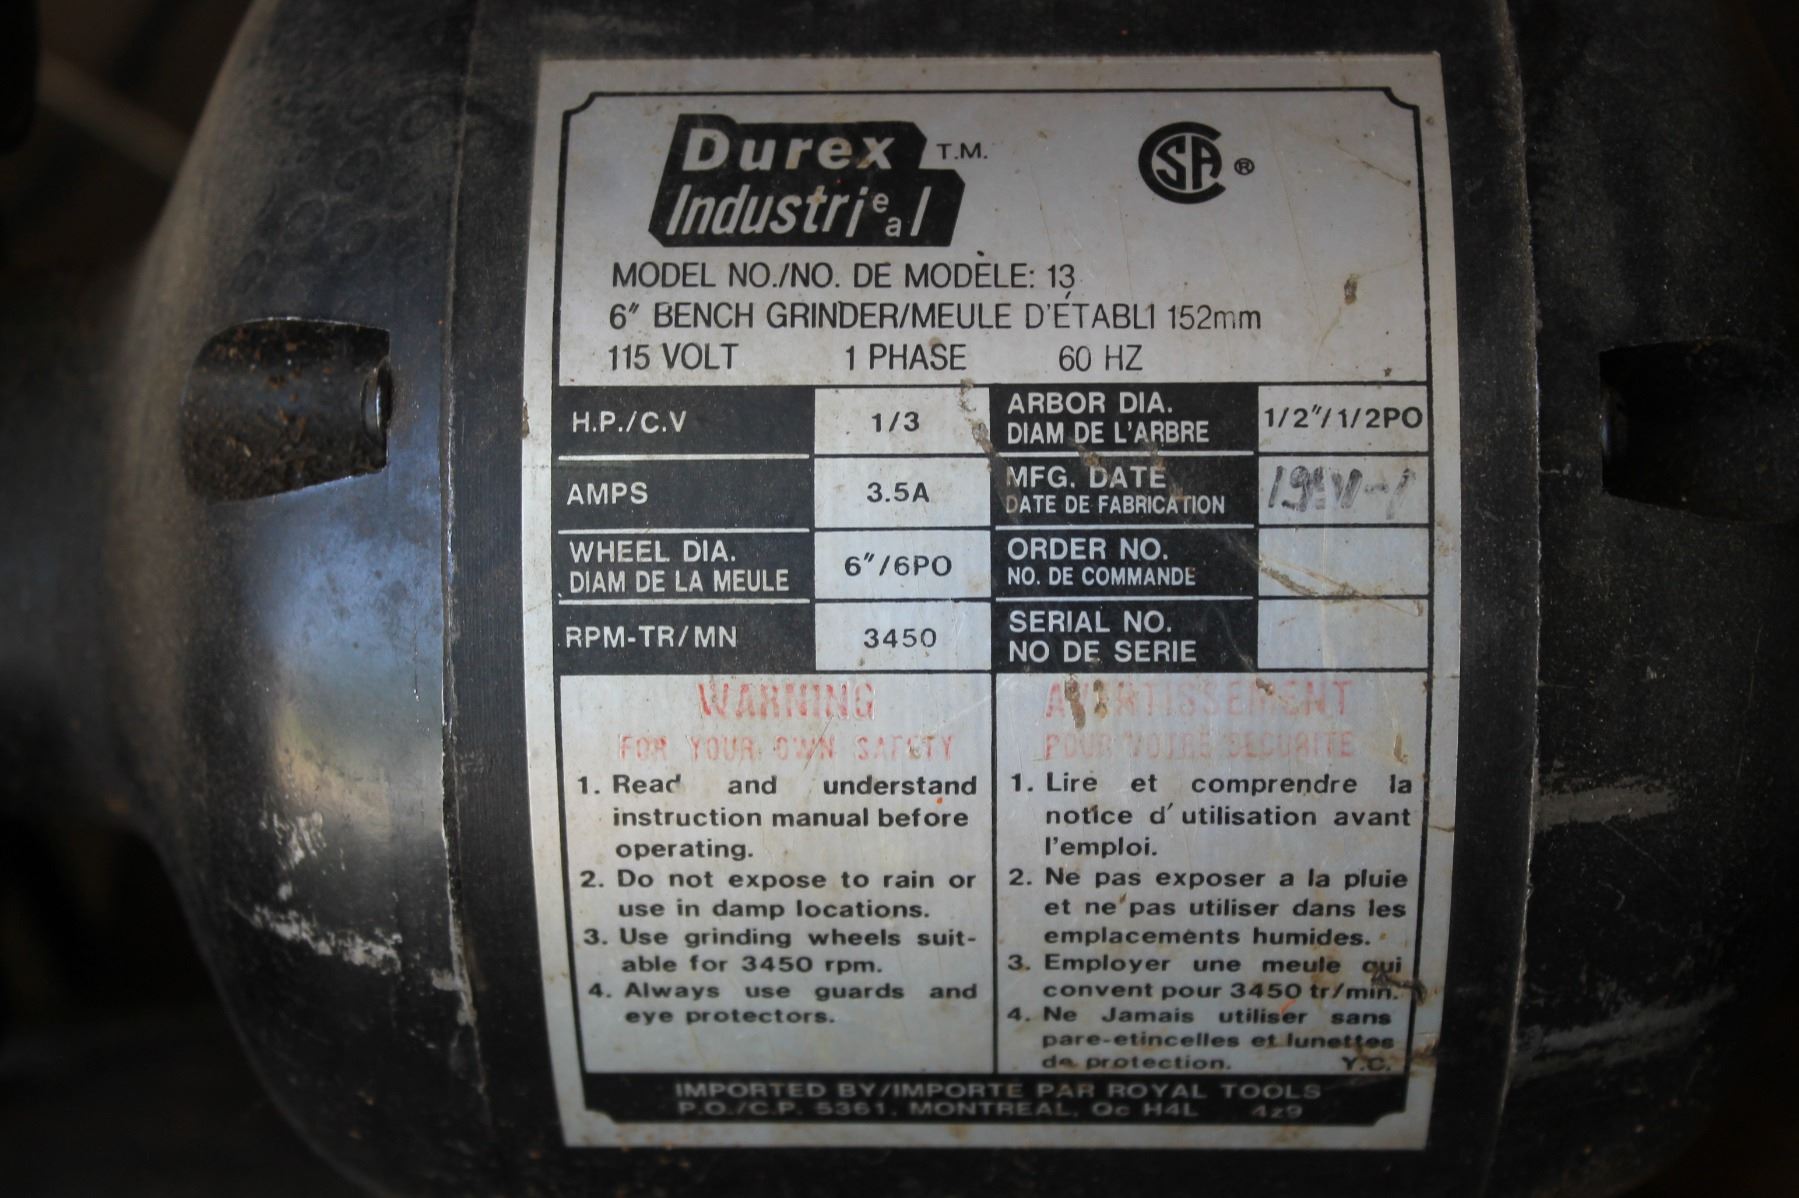 Durex T.M.
Industrieal
CSA ®
MODEL NO./NO. DE MODÈLE: 13
6″ BENCH GRINDER/MEULE D'ÉTABL1 152mm
115 VOLT 1 PHASE 60 HZ
H.P./C.V 1/3
ARBOR DIA. 1/2″/1/2PO
DIAM DE L'ARBRE
AMPS 3.5A
MFG. DATE
DATE DE FABRICATION
WHEEL DIA. 6″/6PO
DIAM DE LA MEULE
ORDER NO.
NO. DE COMMANDE
RPM-TR/MN 3450
SERIAL NO.
NO DE SERIE
WARNING
FOR YOUR OWN SAFETY
1. Read and understand
instruction manual before
operating.
2. Do not expose to rain or
use in damp locations.
3. Use grinding wheels suit-
able for 3450 rpm.
4. Always use guards and
eye protectors.
AVERTISSEMENT
POUR VOTRE SECURITE
1. Lire et comprendre la
notice d'utilisation avant
l'emploi.
2. Ne pas exposer a la pluie
et ne pas utiliser dans les
emplacements humides.
3. Employer une meule qui
convent pour 3450 tr/min.
4. Ne Jamais utiliser sans
pare-etincelles et lunettes
de protection. Y.C.
IMPORTED BY/IMPORTE PAR ROYAL TOOLS
P.O./C.P. 5361, MONTREAL, Qc H4L 4z9